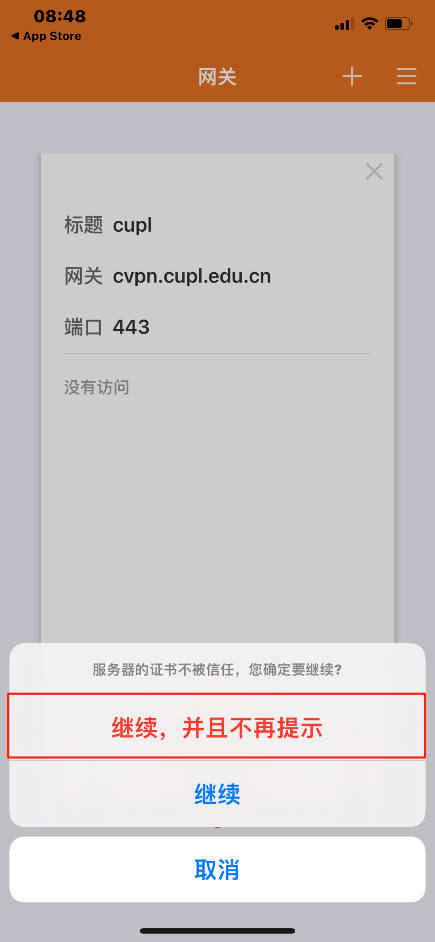 08:48
◀ App Store
网关
标题 cupl
网关 cvpn.cupl.edu.cn
端口 443
没有访问
服务器的证书不被信任，您确定要继续?
继续，并且不再提示
继续
取消